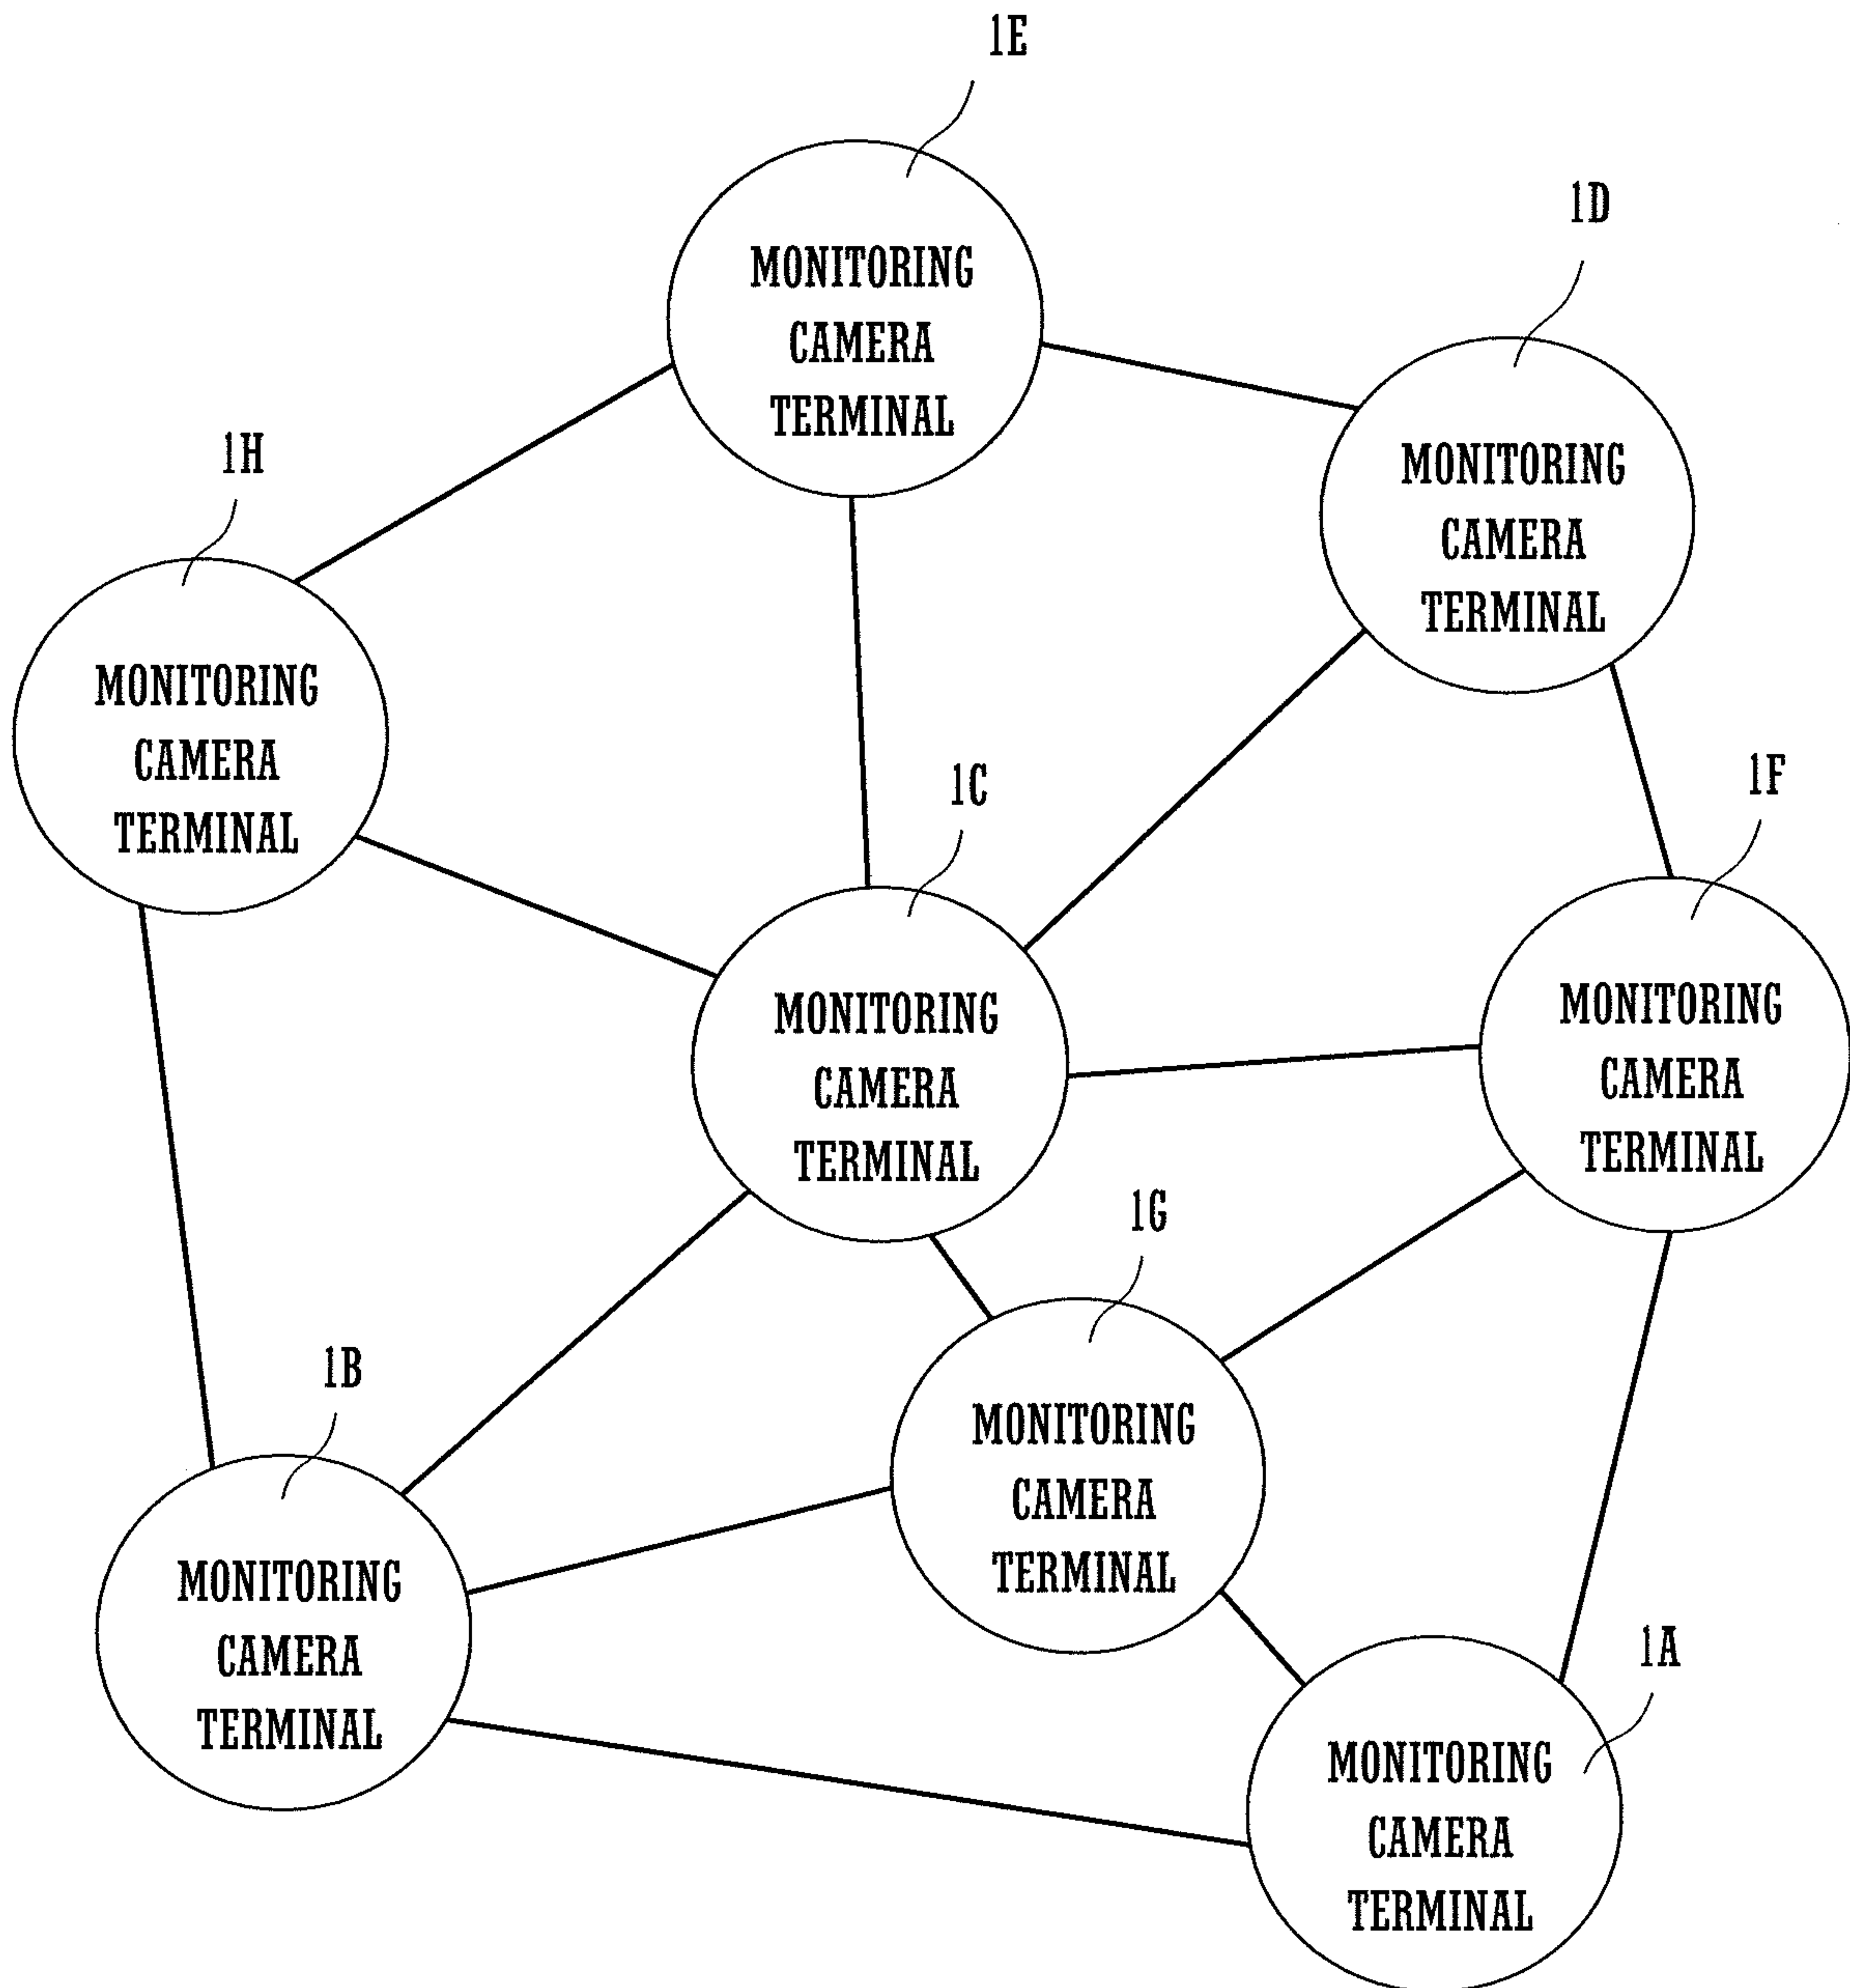 1E
MONITORING
CAMERA
TERMINAL
1D
MONITORING
CAMERA
TERMINAL
1H
MONITORING
CAMERA
TERMINAL
1C
MONITORING
CAMERA
TERMINAL
1F
MONITORING
CAMERA
TERMINAL
1G
MONITORING
CAMERA
TERMINAL
1B
MONITORING
CAMERA
TERMINAL
1A
MONITORING
CAMERA
TERMINAL